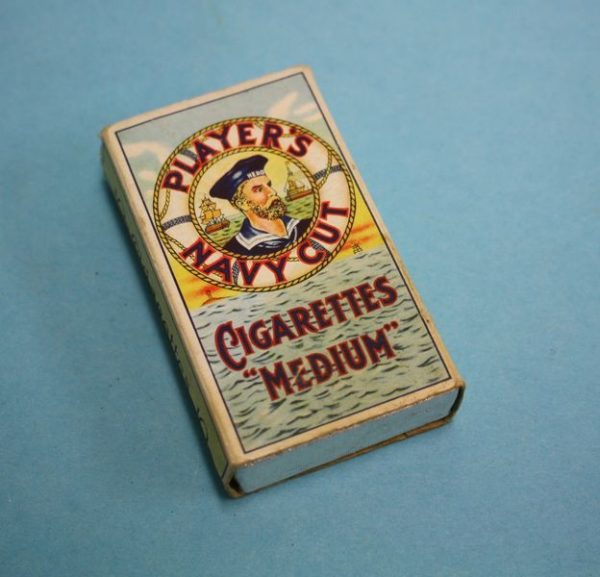 PLAYER'S
HERO
NAVY CUT
CIGARETTES
"MEDIUM"